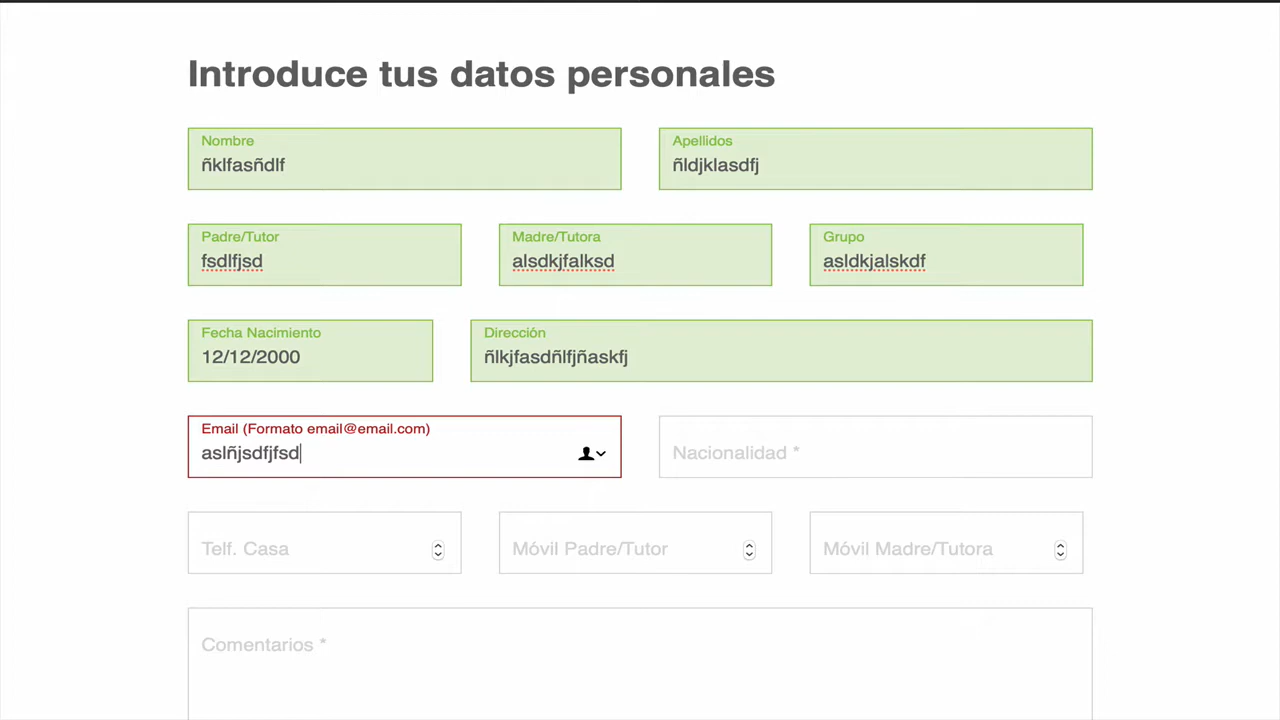 Introduce tus datos personales
Nombre
ñklfasñdlf
Apellidos
ñldjklasdfj
Padre/Tutor
fsdlfjsd
Madre/Tutora
alsdkjfalksd
Grupo
asldkjalskdf
Fecha Nacimiento
12/12/2000
Dirección
ñlkjfasdñlfjñaskfj
Email (Formato email@email.com)
aslñjsdfjfsd
Nacionalidad *
Telf. Casa
Móvil Padre/Tutor
Móvil Madre/Tutora
Comentarios *